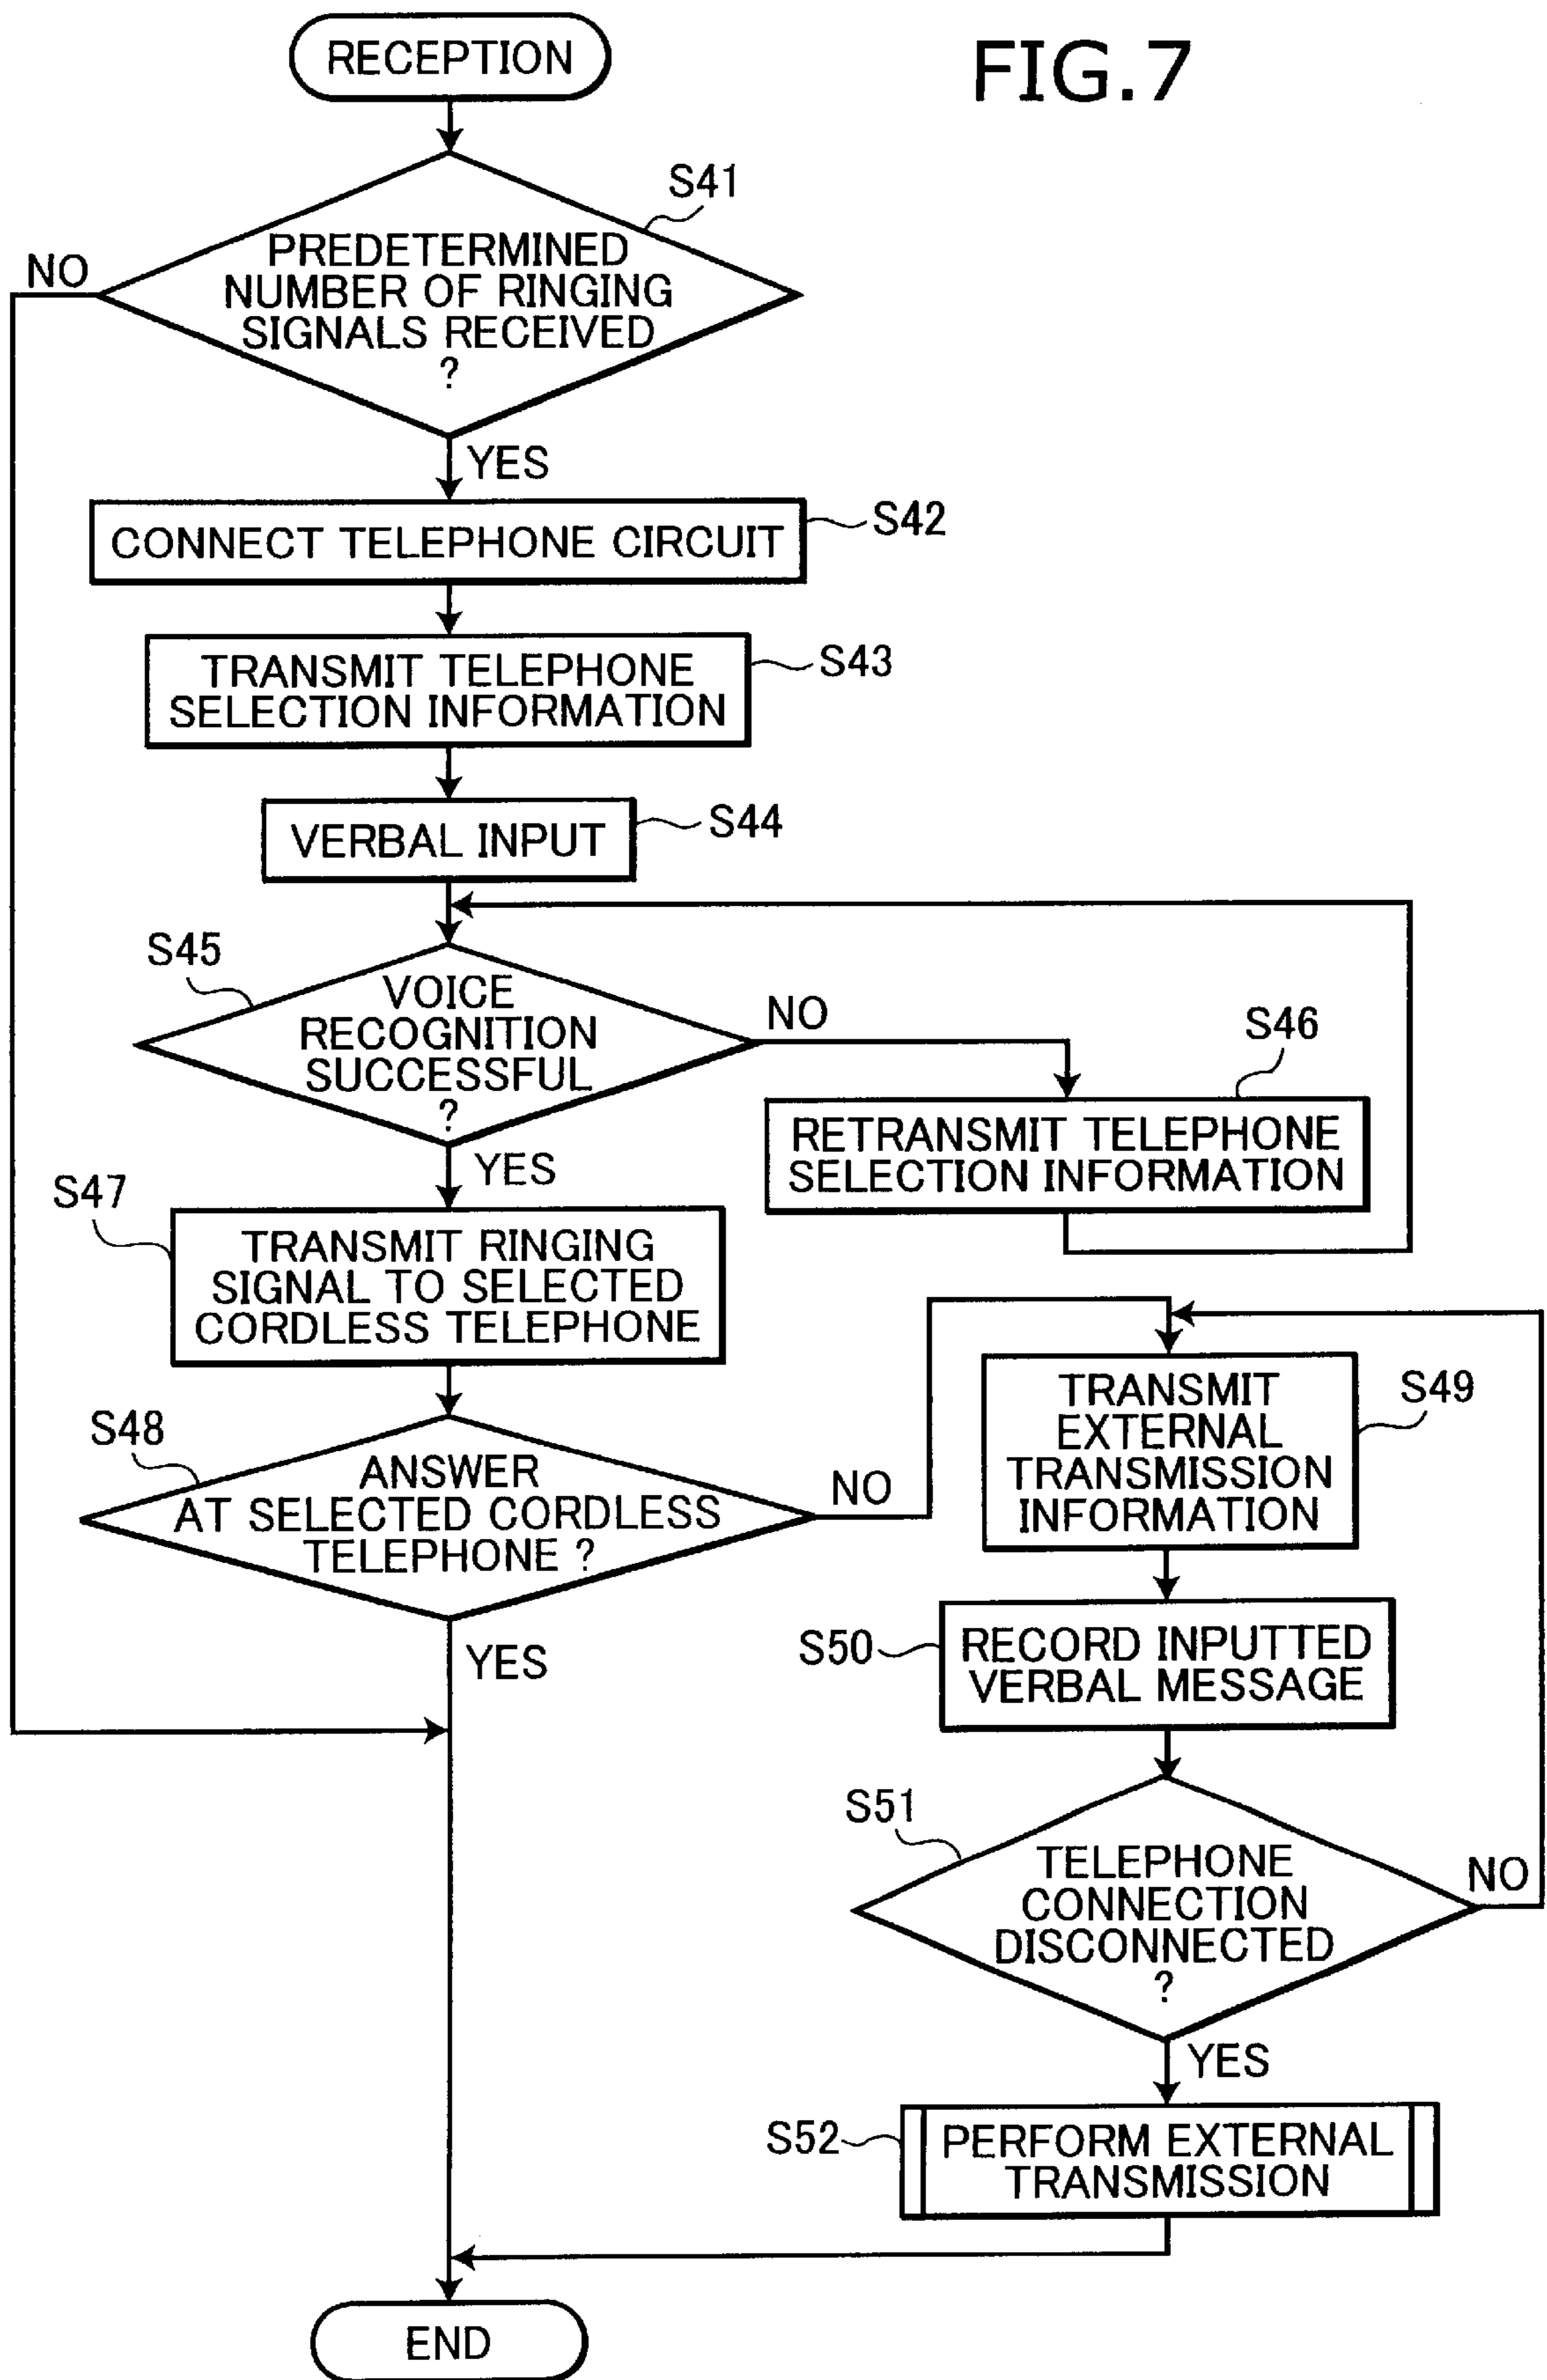 RECEPTION
FIG.7
S41
PREDETERMINED
NUMBER OF RINGING
SIGNALS RECEIVED
?
NO
YES
CONNECT TELEPHONE CIRCUIT
S42
TRANSMIT TELEPHONE
SELECTION INFORMATION
S43
VERBAL INPUT
S44
S45
VOICE
RECOGNITION
SUCCESSFUL
?
NO
S46
RETRANSMIT TELEPHONE
SELECTION INFORMATION
YES
S47
TRANSMIT RINGING
SIGNAL TO SELECTED
CORDLESS TELEPHONE
S48
ANSWER
AT SELECTED CORDLESS
TELEPHONE ?
NO
YES
TRANSMIT
EXTERNAL
TRANSMISSION
INFORMATION
S49
S50
RECORD INPUTTED
VERBAL MESSAGE
S51
TELEPHONE
CONNECTION
DISCONNECTED
?
NO
YES
S52
PERFORM EXTERNAL
TRANSMISSION
END